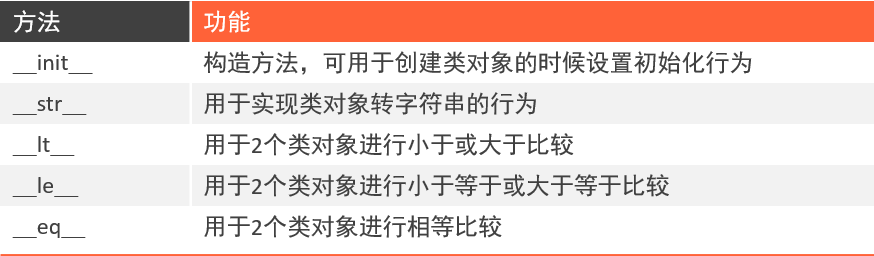 方法 功能
__init__ 构造方法，可用于创建类对象的时候设置初始化行为
__str__ 用于实现类对象转字符串的行为
__lt__ 用于2个类对象进行小于或大于比较
__le__ 用于2个类对象进行小于等于或大于等于比较
__eq__ 用于2个类对象进行相等比较